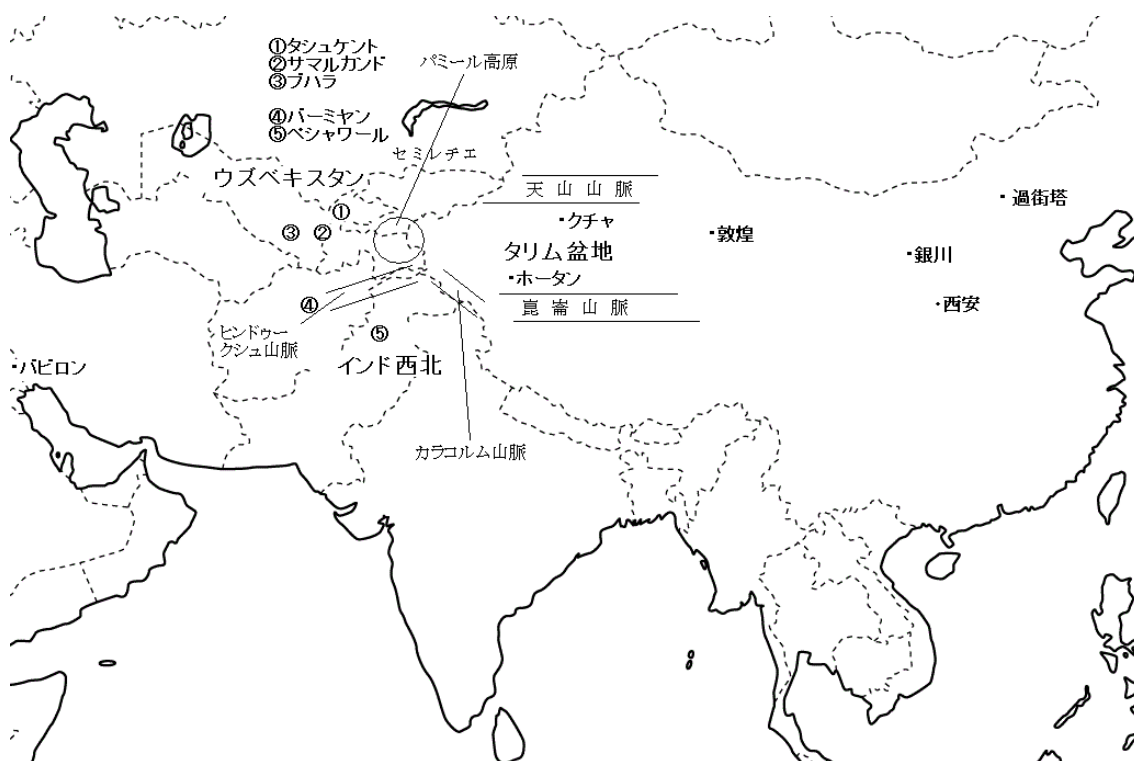 ①タシュケント
②サマルカンド
③ブハラ
④バーミヤン
⑤ペシャワール
パミール高原
セミレチエ
ウズベキスタン
天山山脈
過街塔
①
・クチャ
③
②
・敦煌
タリム盆地
・銀川
・ホータン
④
崑崙山脈
・西安
ヒンドゥー
クシュ山脈
⑤
インド西北
・バビロン
カラコルム山脈